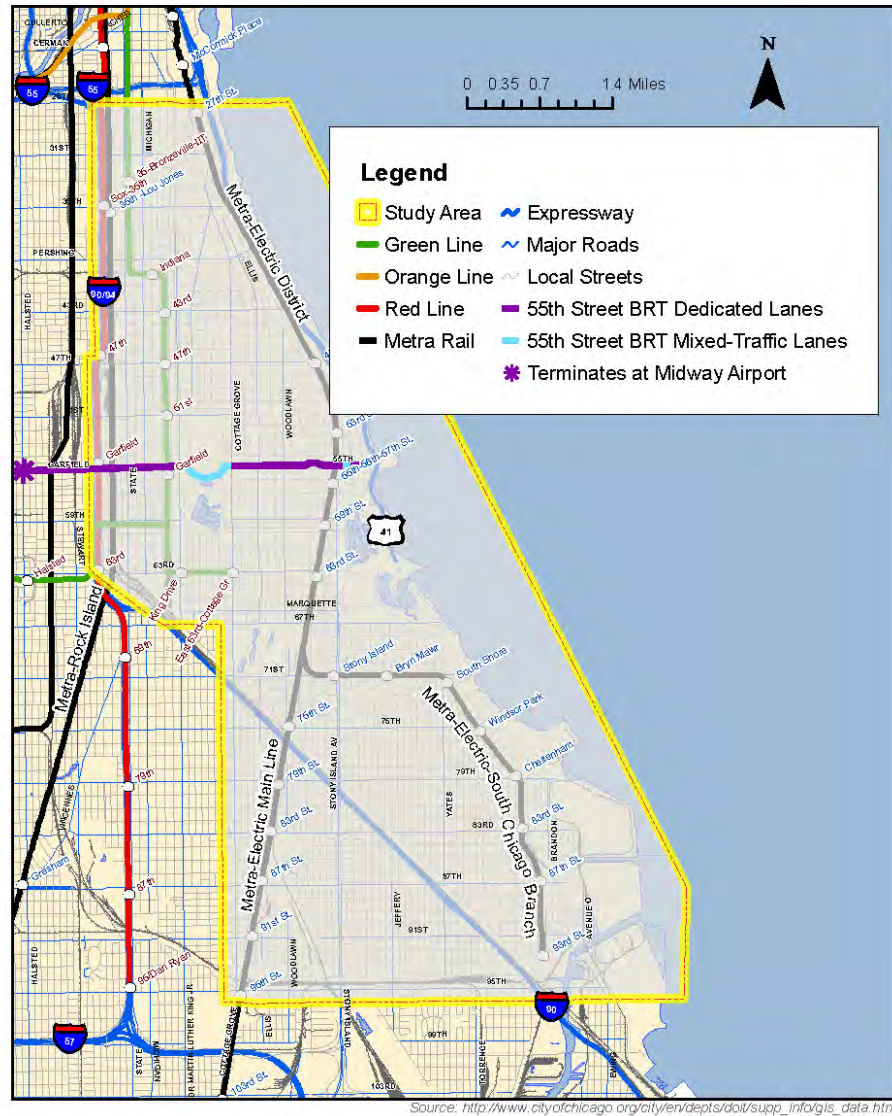 CERMAK
McCormick Place
55
55
27th St.
MICHIGAN
31ST
N
0 0.35 0.7 1.4 Miles
Legend
Study Area
Green Line
Orange Line
Red Line
Metra Rail
Expressway
Major Roads
Local Streets
55th Street BRT Dedicated Lanes
55th Street BRT Mixed-Traffic Lanes
Terminates at Midway Airport
35-Bronzeville-IIT
Sox-35th
35th -Lou Jones
Metra-Electric District
PERSHING
ELLIS
Indiana
90/94
HALSTED
43rd
47TH
47th
47th
51st
COTTAGE GROVE
WOODLAWN
Garfield
GARFIELD
STATE
Garfield
55TH
55th-56th-57th St.
59TH
59th St.
STEWART
41
63rd
63RD
63rd St.
Halsted
King Drive
East 63rd-Cottage Gr
MARQUETTE
67TH
Metra-Rock Island
69th
71ST
Stony Island
Bryn Mawr
South Shore
Metra-Electric-South Chicago Branch
Windsor Park
75th St.
75TH
STONY ISLAND AV
79th
79th St.
79TH
Cheltenham
VINCENNES
YATES
83rd St.
83RD
83rd St.
BRANDON
Metra-Electric Main Line
Gresham
87th
87th St.
87TH
87th St.
JEFFERY
AVENUE O
91st St.
91ST
93rd St.
HALSTED
WOODLAWN
95/Dan Ryan
95th St.
95TH
90
57
STATE
MICHIGAN
DR MARTIN LUTHER KING JR
COTTAGE GROVE
ELLIS
STONY ISLAND
99TH
TORRENCE
EWING
103rd St.
103RD
Source: http://www.cityofchicago.org/city/en/depts/doit/supp_info/gis_data.htm